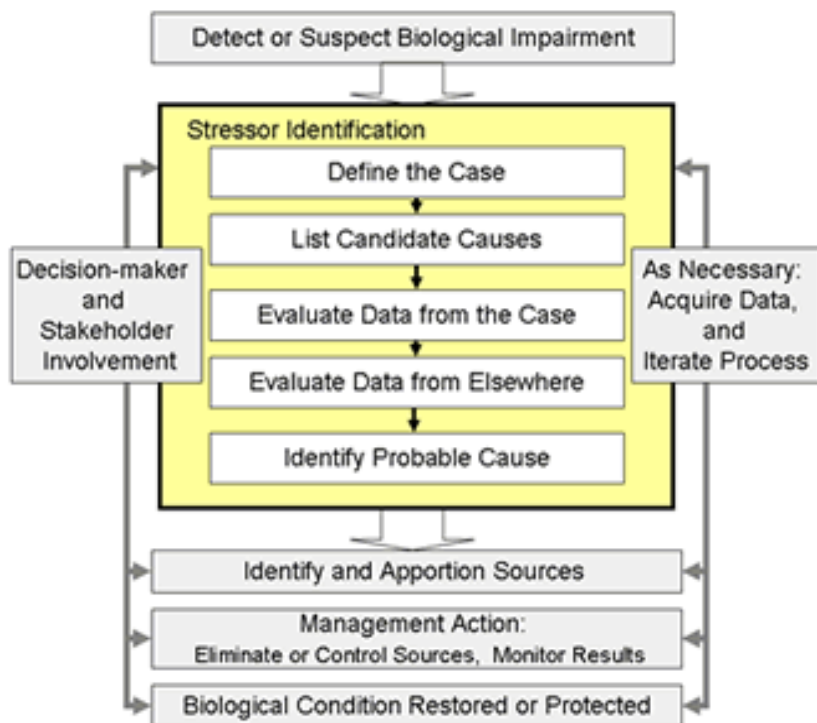 Detect or Suspect Biological Impairment
Stressor Identification
Define the Case
List Candidate Causes
Evaluate Data from the Case
Evaluate Data from Elsewhere
Identify Probable Cause
Decision-maker
and
Stakeholder
Involvement
As Necessary:
Acquire Data,
and
Iterate Process
Identify and Apportion Sources
Management Action:
Eliminate or Control Sources, Monitor Results
Biological Condition Restored or Protected